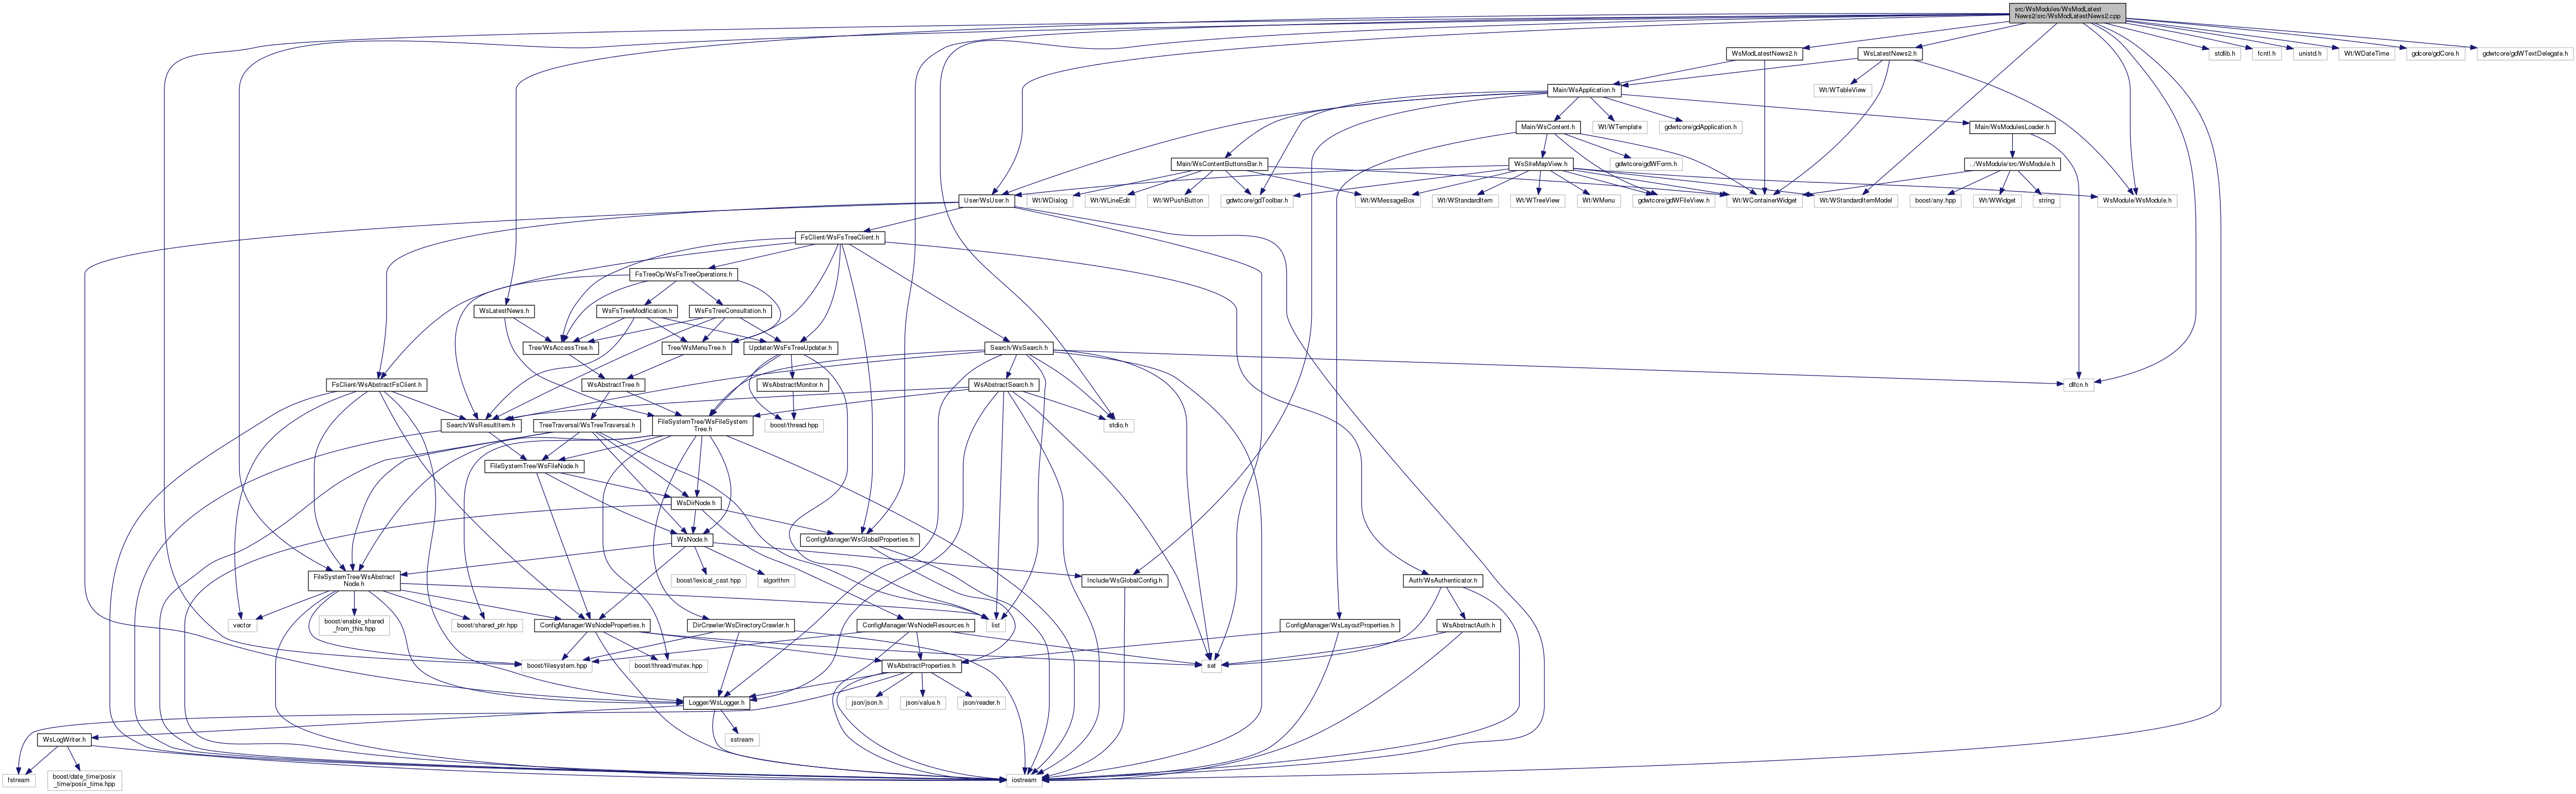 src/WsModules/WsModLatest
News2/src/WsModLatestNews2.cpp
WsModLatestNews2.h
WsLatestNews2.h
stdlib.h
fcntl.h
unistd.h
Wt/WDateTime
gdcore/gdCore.h
gdwtcore/gdWTextDelegate.h
Main/WsApplication.h
Wt/WTableView
Main/WsContent.h
Wt/WTemplate
gdwtcore/gdApplication.h
Main/WsModulesLoader.h
Main/WsContentButtonsBar.h
WsSiteMapView.h
gdwtcore/gdWForm.h
../WsModule/src/WsModule.h
User/WsUser.h
Wt/WDialog
Wt/WLineEdit
Wt/WPushButton
gdwtcore/gdToolbar.h
Wt/WMessageBox
Wt/WStandardItem
Wt/WTreeView
Wt/WMenu
gdwtcore/gdWFileView.h
Wt/WContainerWidget
Wt/WStandardItemModel
boost/any.hpp
Wt/WWidget
string
WsModule/WsModule.h
FsClient/WsFsTreeClient.h
FsTreeOp/WsFsTreeOperations.h
WsLatestNews.h
WsFsTreeModification.h
WsFsTreeConsultation.h
Tree/WsAccessTree.h
Tree/WsMenuTree.h
Updater/WsFsTreeUpdater.h
Search/WsSearch.h
FsClient/WsAbstractFsClient.h
WsAbstractTree.h
WsAbstractMonitor.h
WsAbstractSearch.h
dlfcn.h
Search/WsResultItem.h
TreeTraversal/WsTreeTraversal.h
FileSystemTree/WsFileSystem
Tree.h
boost/thread.hpp
stdio.h
FileSystemTree/WsFileNode.h
WsDirNode.h
WsNode.h
ConfigManager/WsGlobalProperties.h
FileSystemTree/WsAbstract
Node.h
boost/lexical_cast.hpp
algorithm
Include/WsGlobalConfig.h
Auth/WsAuthenticator.h
vector
boost/enable_shared
_from_this.hpp
boost/shared_ptr.hpp
ConfigManager/WsNodeProperties.h
DirCrawler/WsDirectoryCrawler.h
ConfigManager/WsNodeResources.h
list
ConfigManager/WsLayoutProperties.h
WsAbstractAuth.h
boost/filesystem.hpp
boost/thread/mutex.hpp
WsAbstractProperties.h
set
Logger/WsLogger.h
json/json.h
json/value.h
json/reader.h
WsLogWriter.h
sstream
fstream
boost/date_time/posix
_time/posix_time.hpp
iostream